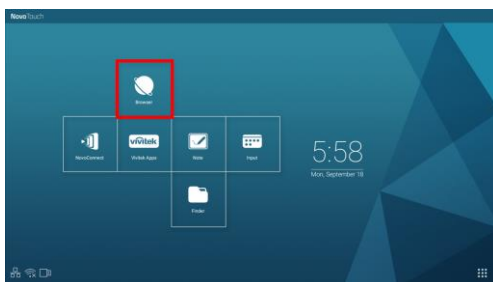 NovoTouch
Browser
NovoConnect
vivitek
Vivitek Apps
Note
Input
Finder
5:58
Mon, September 18